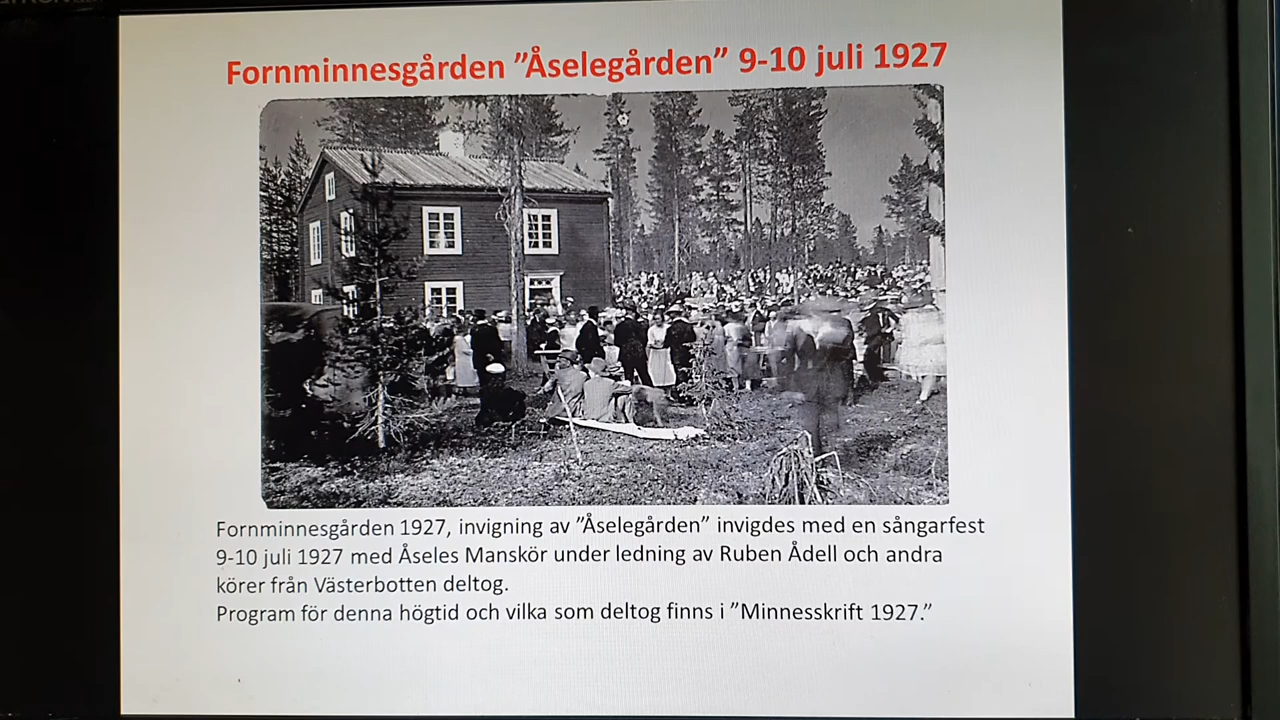 Fornminnesgården ”Åselegården” 9-10 juli 1927
Fornminnesgården 1927, invigning av ”Åselegården” invigdes med en sångarfest
9-10 juli 1927 med Åseles Manskör under ledning av Ruben Ådell och andra
körer från Västerbotten deltog.
Program för denna högtid och vilka som deltog finns i ”Minnesskrift 1927.”